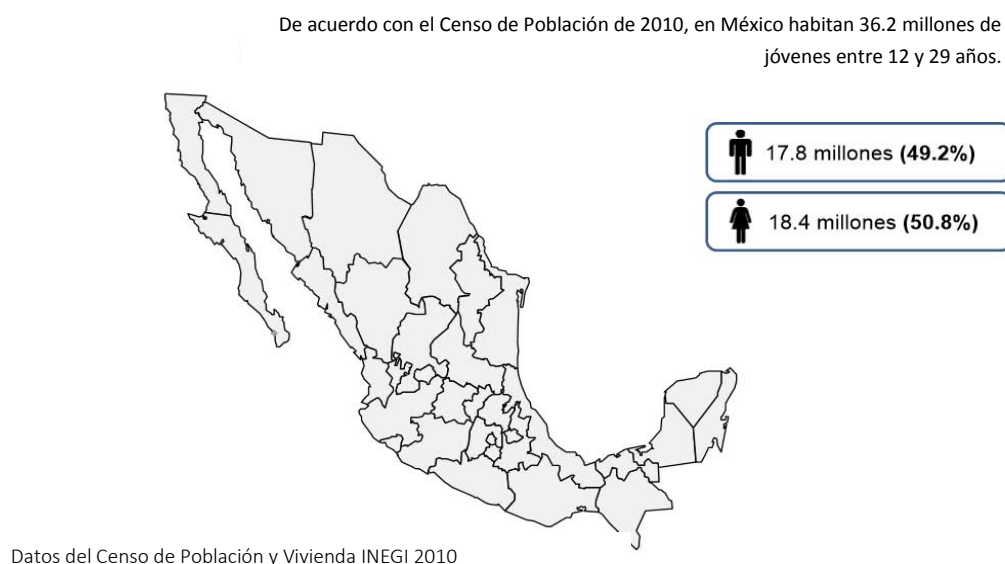 De acuerdo con el Censo de Población de 2010, en México habitan 36.2 millones de
jóvenes entre 12 y 29 años.
17.8 millones (49.2%)
18.4 millones (50.8%)
Datos del Censo de Población y Vivienda INEGI 2010